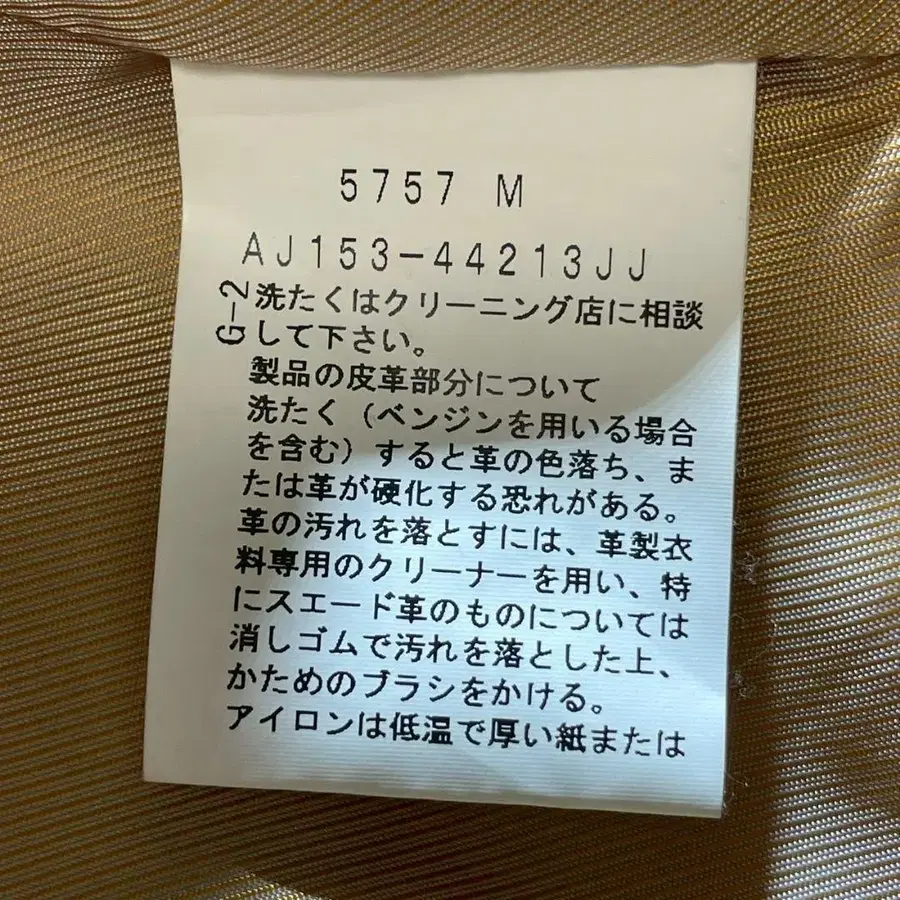 5757 M
AJ153-44213JJ
G-2
洗たくはクリーニング店に相談
して下さい。
製品の皮革部分について
洗たく（ベンジンを用いる場合
を含む）すると革の色落ち、ま
たは革が硬化する恐れがある。
革の汚れを落とすには、革製衣
料専用のクリーナーを用い、特
にスエード革のものについては
消しゴムで汚れを落とした上、
かためのブラシをかける。
アイロンは低温で厚い紙または